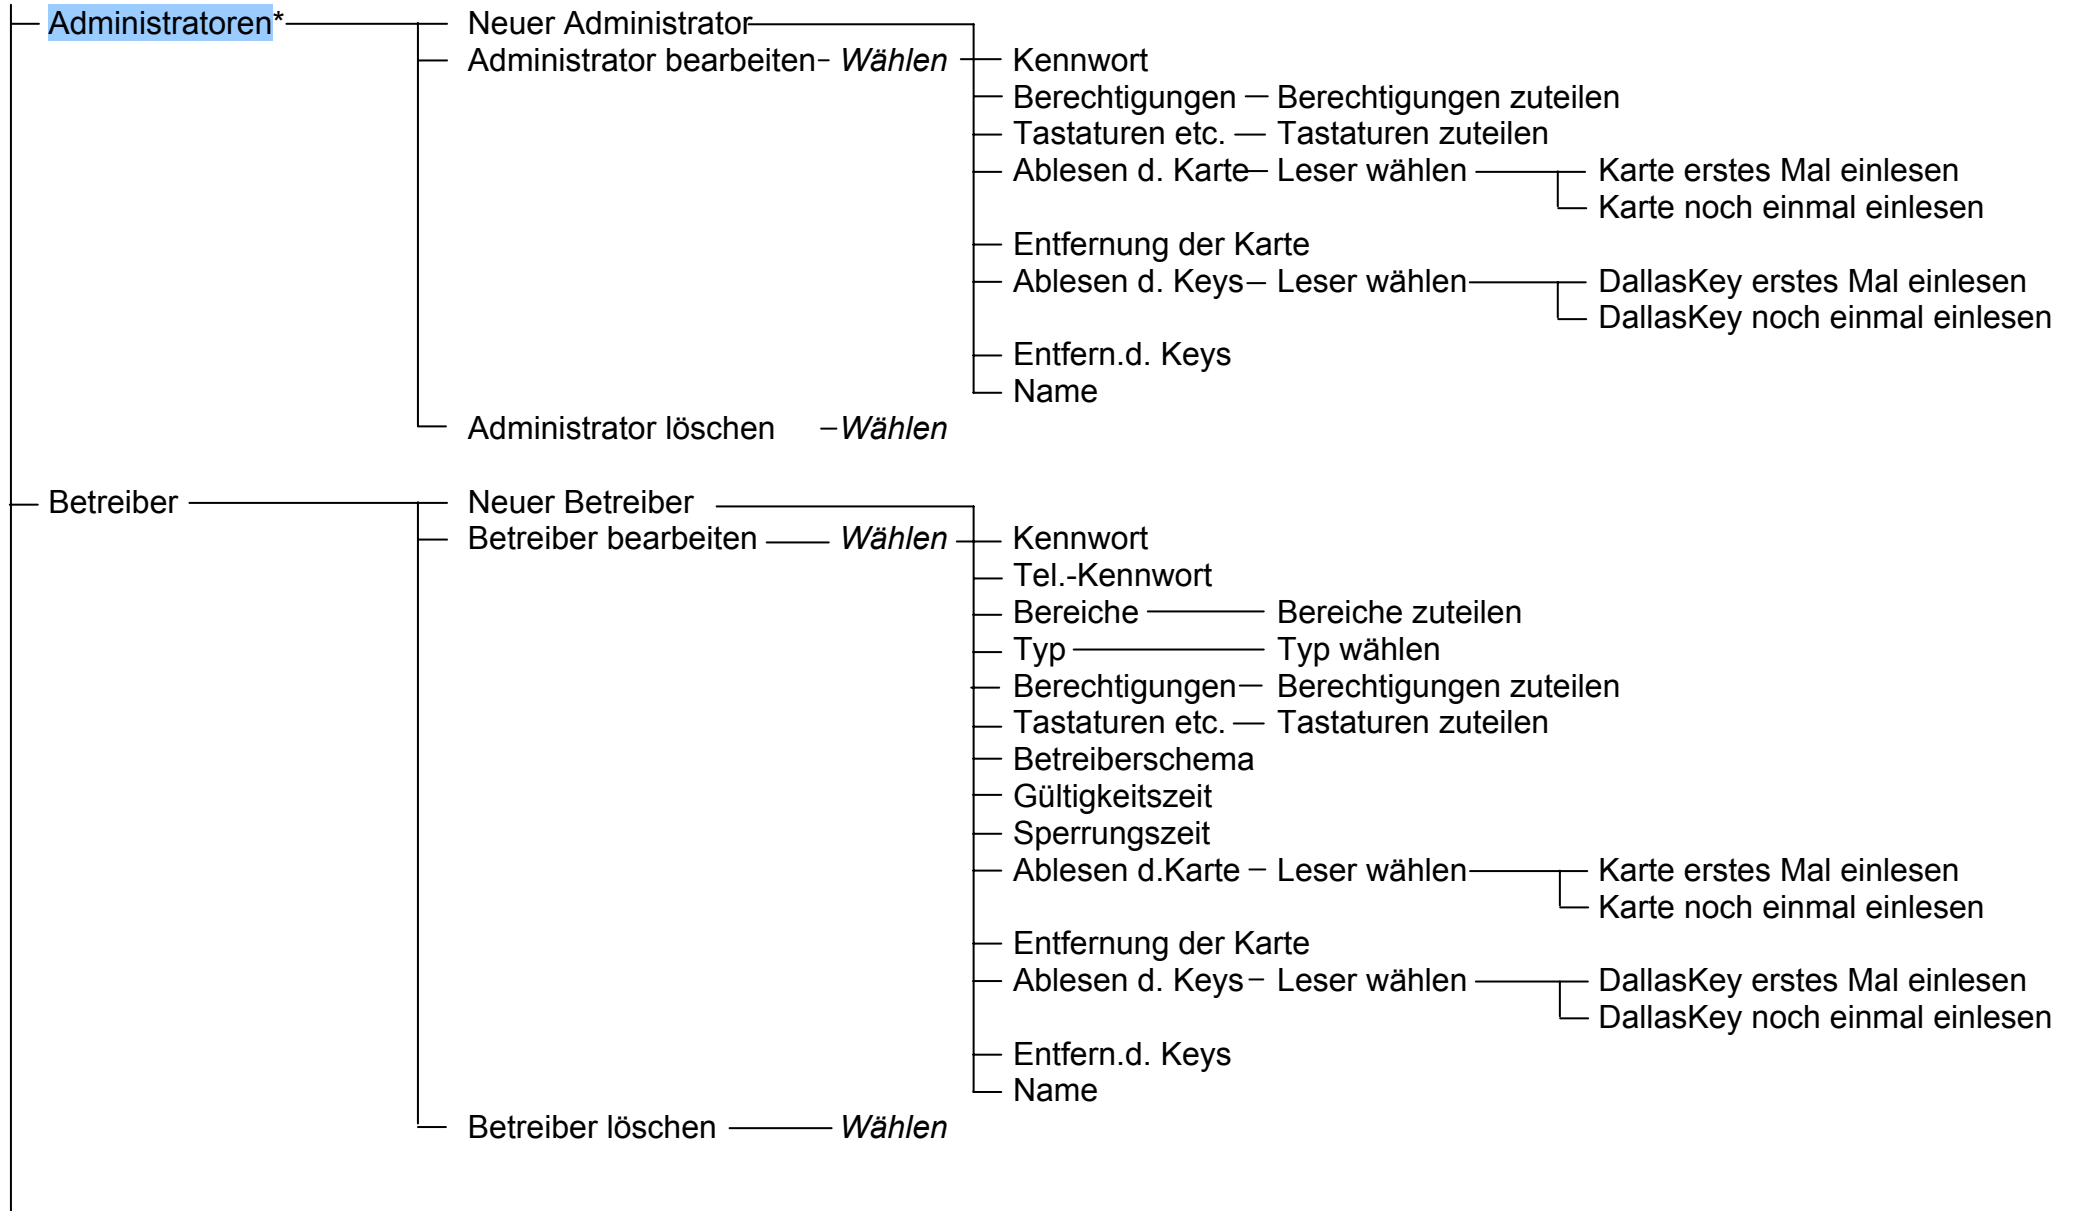 Administratoren* Neuer Administrator
Administrator bearbeiten Wählen Kennwort
Berechtigungen Berechtigungen zuteilen
Tastaturen etc. Tastaturen zuteilen
Ablesen d. Karte Leser wählen Karte erstes Mal einlesen
Karte noch einmal einlesen
Entfernung der Karte
Ablesen d. Keys Leser wählen DallasKey erstes Mal einlesen
DallasKey noch einmal einlesen
Entfern.d. Keys
Name
Administrator löschen Wählen
Betreiber Neuer Betreiber
Betreiber bearbeiten Wählen Kennwort
Tel.-Kennwort
Bereiche Bereiche zuteilen
Typ Typ wählen
Berechtigungen Berechtigungen zuteilen
Tastaturen etc. Tastaturen zuteilen
Betreiberschema
Gültigkeitszeit
Sperrungszeit
Ablesen d.Karte Leser wählen Karte erstes Mal einlesen
Karte noch einmal einlesen
Entfernung der Karte
Ablesen d. Keys Leser wählen DallasKey erstes Mal einlesen
DallasKey noch einmal einlesen
Entfern.d. Keys
Name
Betreiber löschen Wählen